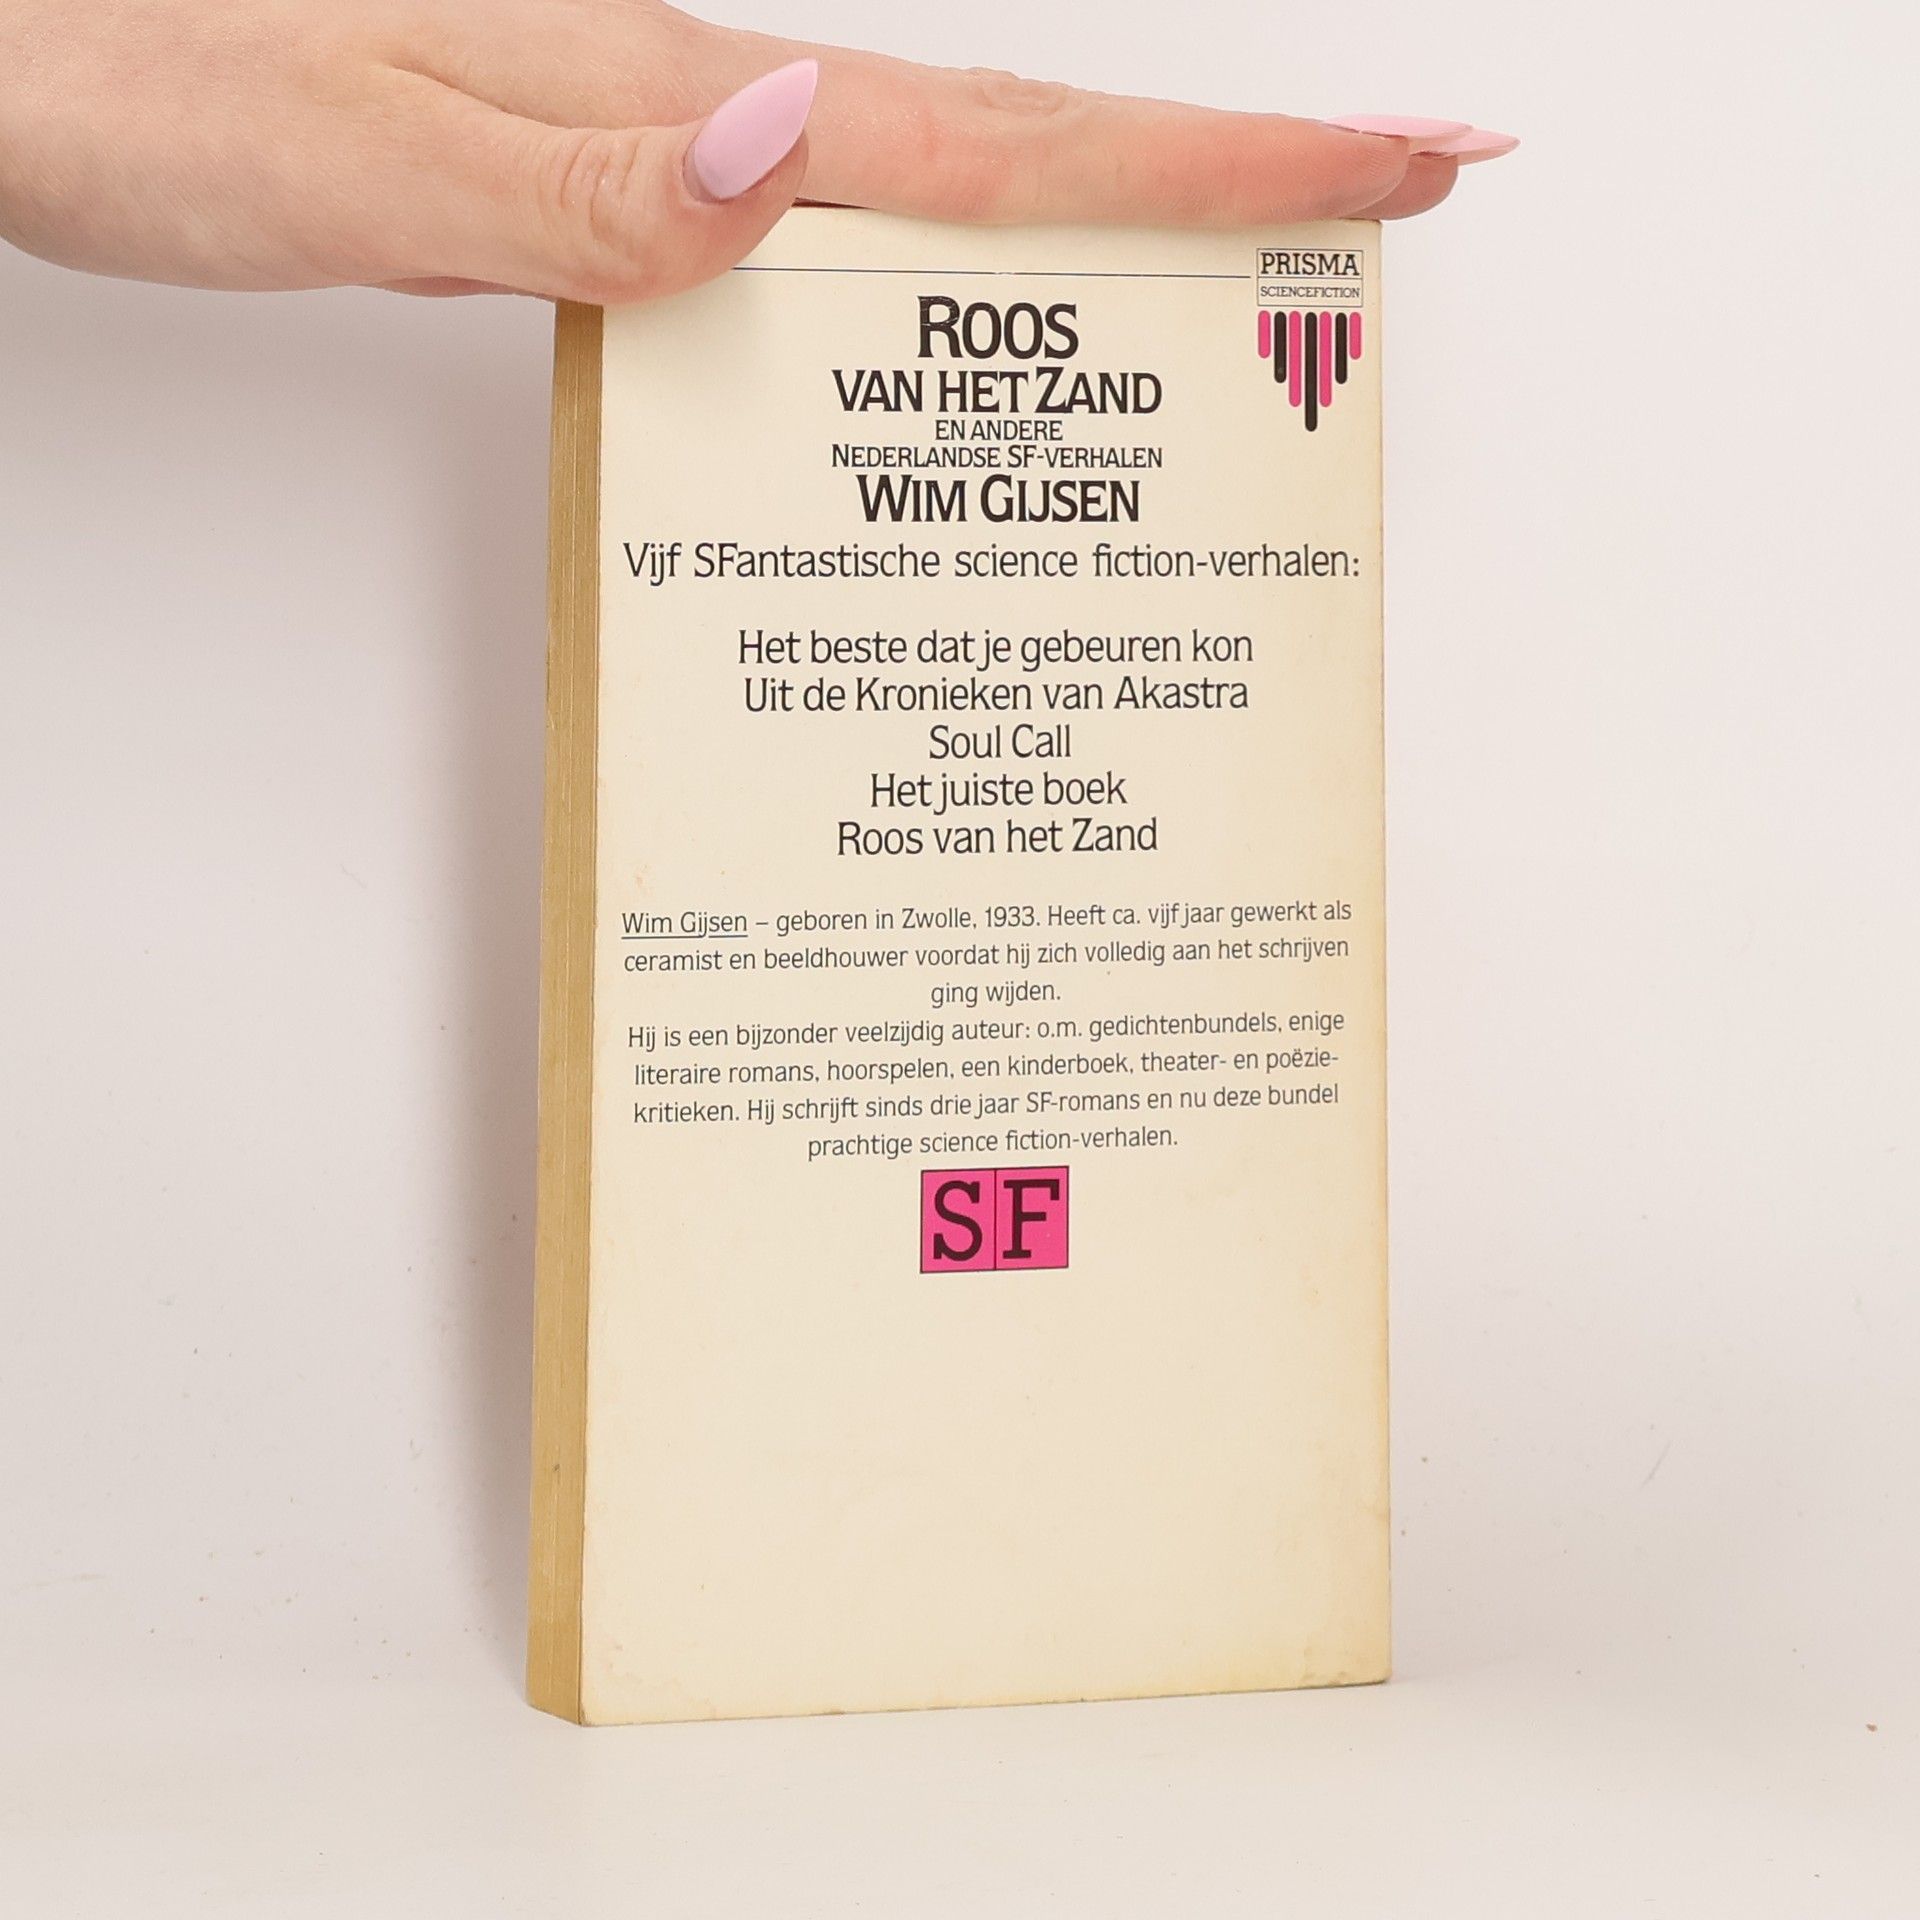 PRISMA
SCIENCEFICTION
ROOS
VAN HET ZAND
EN ANDERE
NEDERLANDSE SF-VERHALEN
WIM GIJSEN
Vijf SFantastische science fiction-verhalen:
Het beste dat je gebeuren kon
Uit de Kronieken van Akastra
Soul Call
Het juiste boek
Roos van het Zand
Wim Gijsen – geboren in Zwolle, 1933. Heeft ca. vijf jaar gewerkt als
ceramist en beeldhouwer voordat hij zich volledig aan het schrijven
ging wijden.
Hij is een bijzonder veelzijdig auteur: o.m. gedichtenbundels, enige
literaire romans, hoorspelen, een kinderboek, theater- en poëzie-
kritieken. Hij schrijft sinds drie jaar SF-romans en nu deze bundel
prachtige science fiction-verhalen.
SF